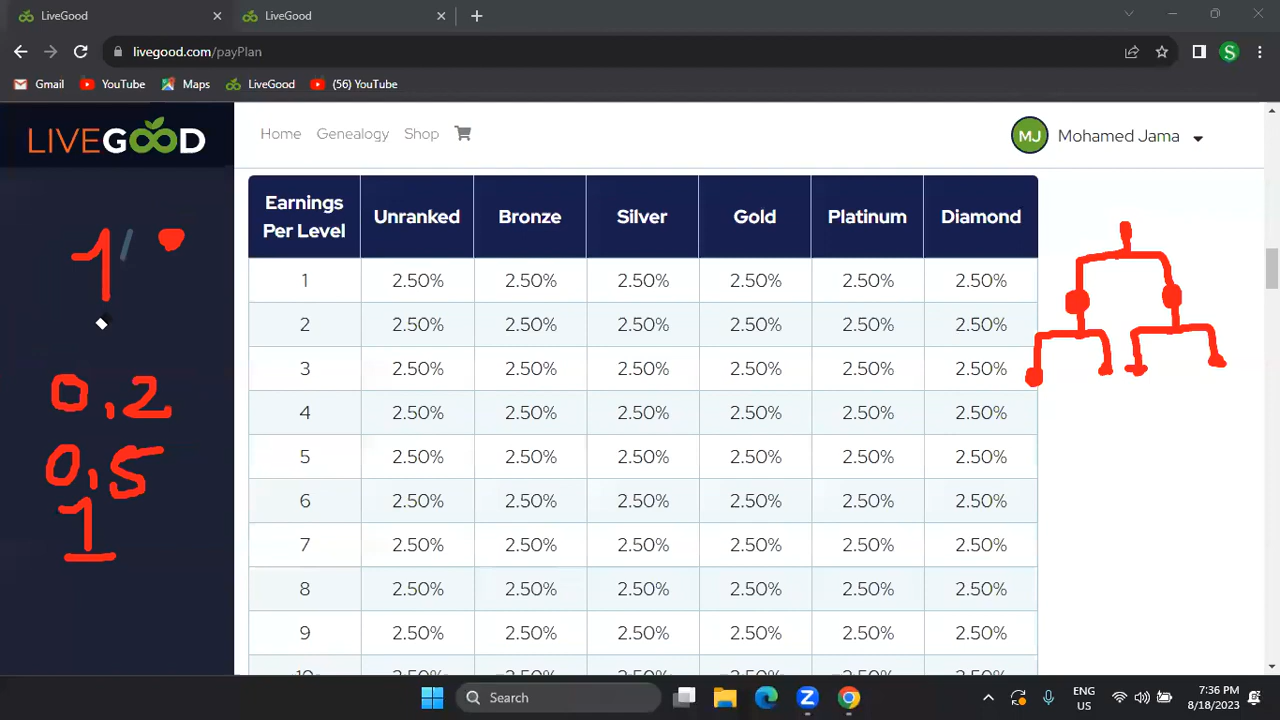 LiveGood
LiveGood
livegood.com/payPlan
S
Gmail YouTube Maps LiveGood (56) YouTube
LIVEGOOD
Home Genealogy Shop
MJ Mohamed Jama
Earnings Per Level Unranked Bronze Silver Gold Platinum Diamond
1 2.50% 2.50% 2.50% 2.50% 2.50% 2.50%
2 2.50% 2.50% 2.50% 2.50% 2.50% 2.50%
3 2.50% 2.50% 2.50% 2.50% 2.50% 2.50%
4 2.50% 2.50% 2.50% 2.50% 2.50% 2.50%
5 2.50% 2.50% 2.50% 2.50% 2.50% 2.50%
6 2.50% 2.50% 2.50% 2.50% 2.50% 2.50%
7 2.50% 2.50% 2.50% 2.50% 2.50% 2.50%
8 2.50% 2.50% 2.50% 2.50% 2.50% 2.50%
9 2.50% 2.50% 2.50% 2.50% 2.50% 2.50%
1
0,2
0,5
1
Search
ENG
US
7:36 PM
8/18/2023